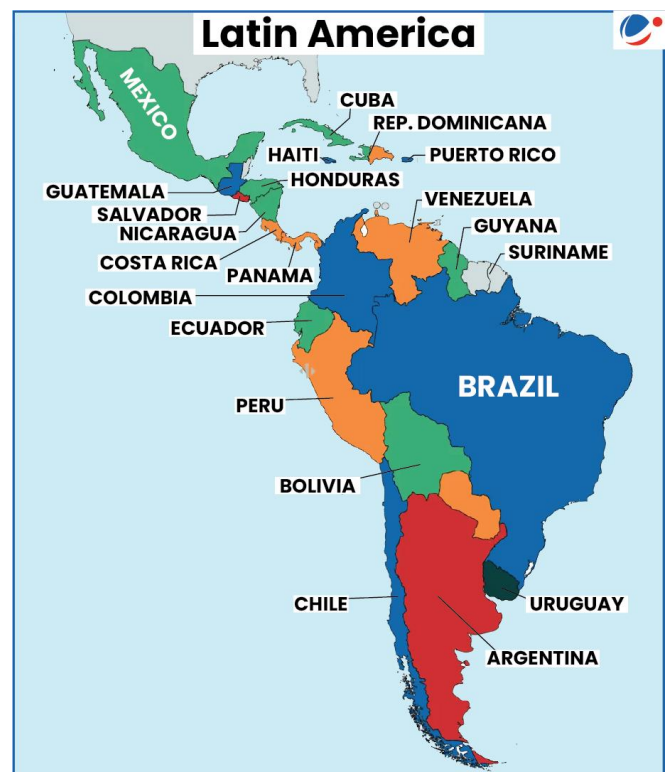 Latin America
MEXICO
CUBA
REP. DOMINICANA
HAITI
PUERTO RICO
HONDURAS
GUATEMALA
VENEZUELA
SALVADOR
GUYANA
NICARAGUA
SURINAME
COSTA RICA
PANAMA
COLOMBIA
ECUADOR
BRAZIL
PERU
BOLIVIA
CHILE
URUGUAY
ARGENTINA